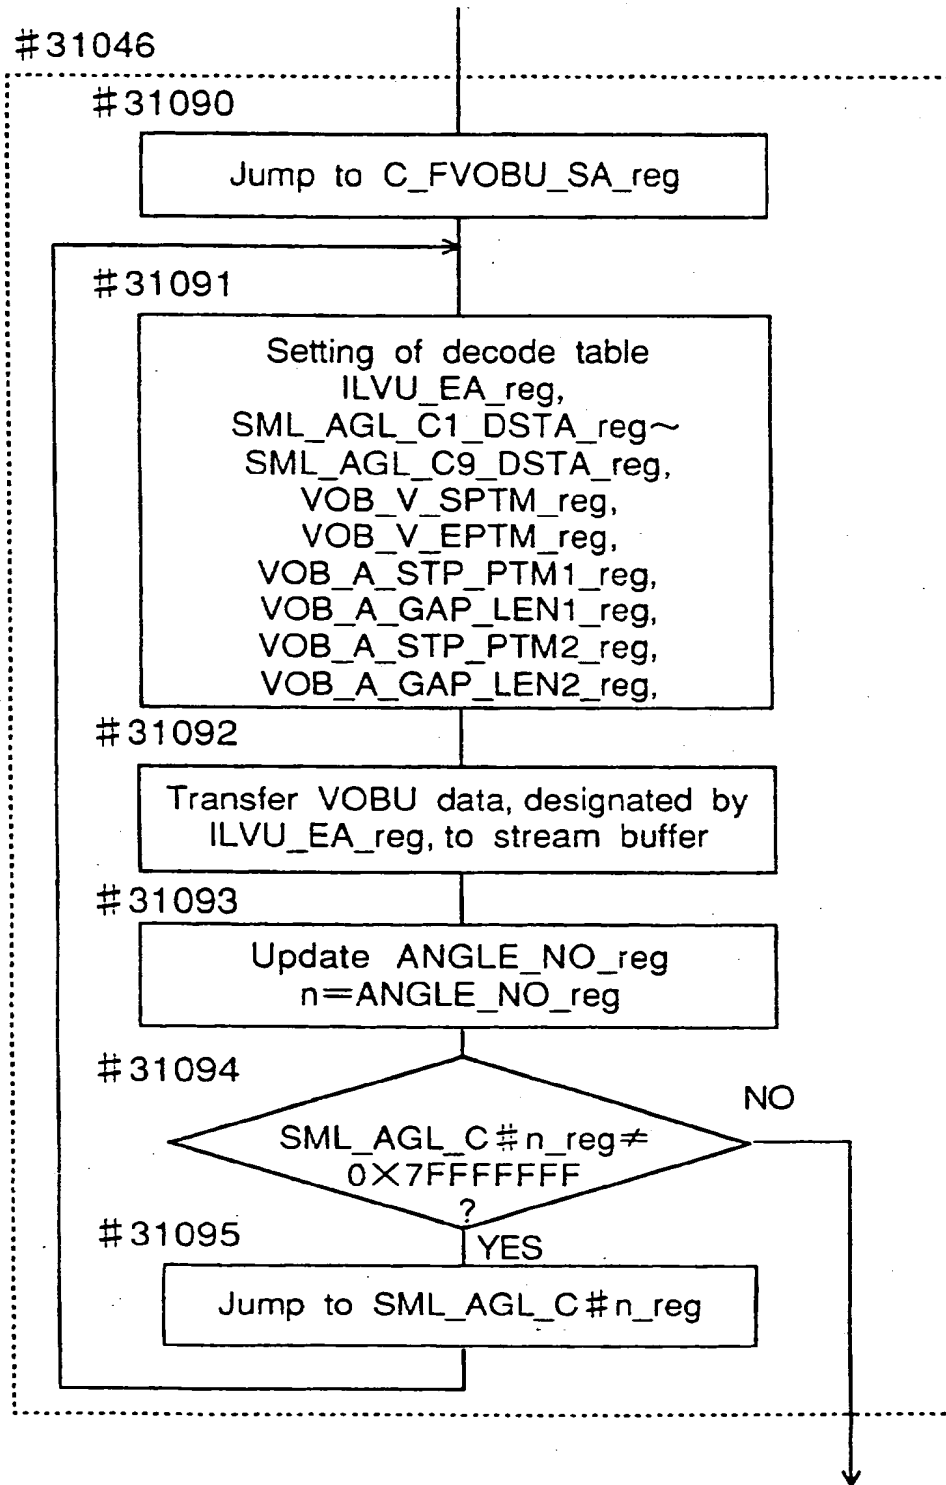 #31046
#31090
Jump to C_FVOBU_SA_reg
#31091
Setting of decode table
ILVU_EA_reg,
SML_AGL_C1_DSTA_reg~
SML_AGL_C9_DSTA_reg,
VOB_V_SPTM_reg,
VOB_V_EPTM_reg,
VOB_A_STP_PTM1_reg,
VOB_A_GAP_LEN1_reg,
VOB_A_STP_PTM2_reg,
VOB_A_GAP_LEN2_reg,
#31092
Transfer VOBU data, designated by
ILVU_EA_reg, to stream buffer
#31093
Update ANGLE_NO_reg
n=ANGLE_NO_reg
#31094
NO
SML_AGL_C#n_reg≠
0X7FFFFFFF
?
#31095
YES
Jump to SML_AGL_C#n_reg